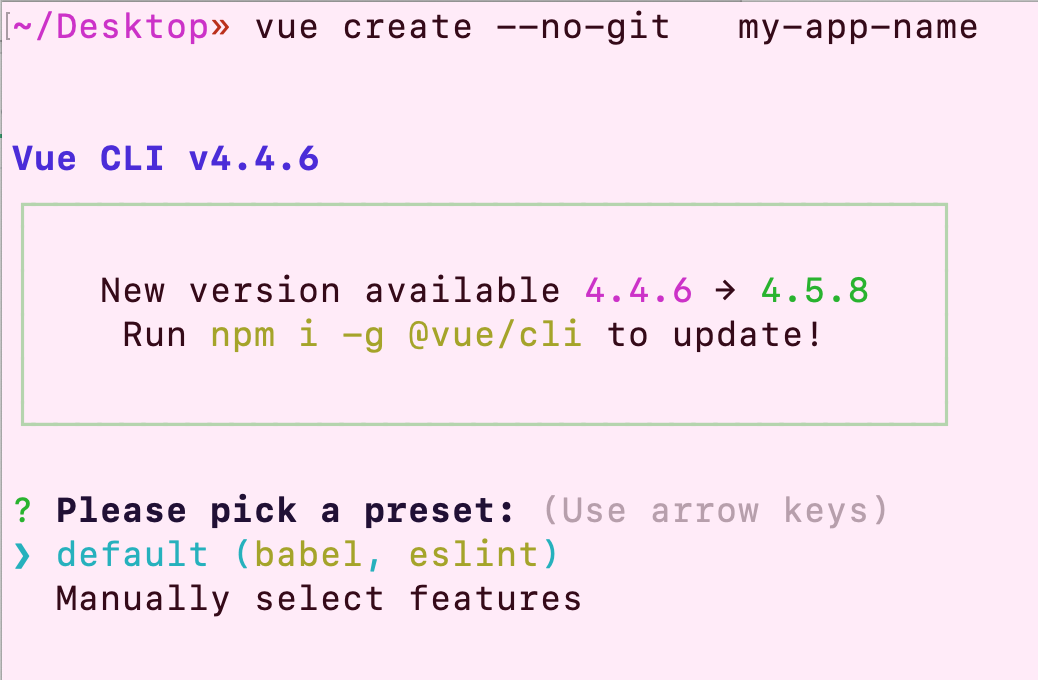 [~/Desktop» vue create --no-git   my-app-name
Vue CLI v4.4.6
New version available 4.4.6 → 4.5.8
Run npm i -g @vue/cli to update!
? Please pick a preset: (Use arrow keys)
❯ default (babel, eslint)
Manually select features